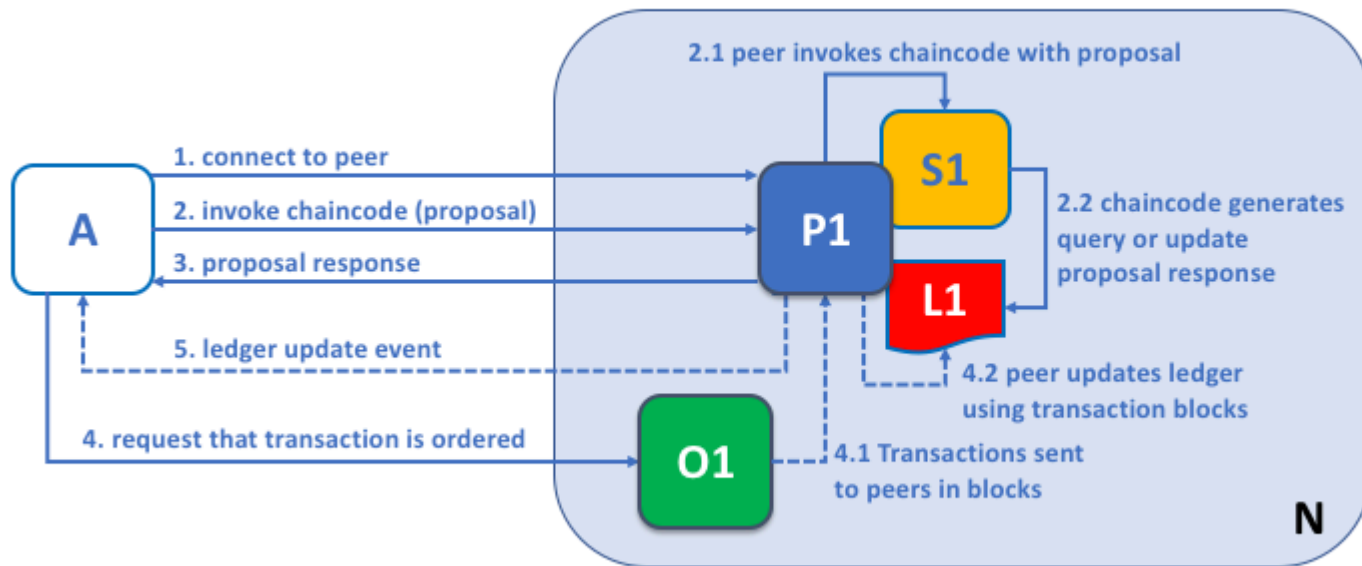 2.1 peer invokes chaincode with proposal
1. connect to peer
S1
A
2. invoke chaincode (proposal)
P1
2.2 chaincode generates
query or update
proposal response
3. proposal response
L1
5. ledger update event
4.2 peer updates ledger
using transaction blocks
4. request that transaction is ordered
O1
4.1 Transactions sent
to peers in blocks
N